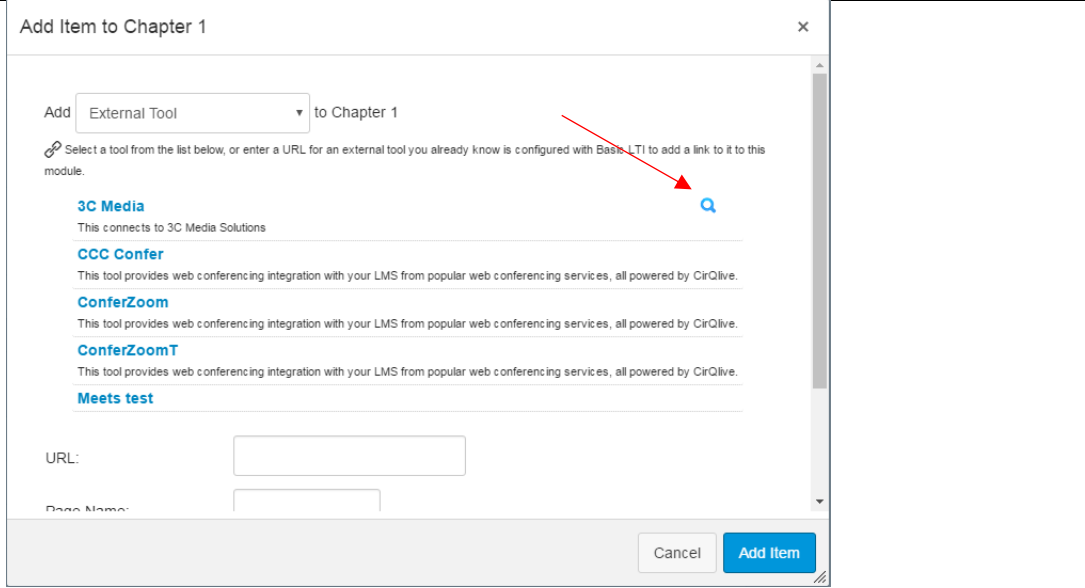 Add Item to Chapter 1
×
Add External Tool to Chapter 1
Select a tool from the list below, or enter a URL for an external tool you already know is configured with Basic LTI to add a link to it to this
module.
3C Media
This connects to 3C Media Solutions
CCC Confer
This tool provides web conferencing integration with your LMS from popular web conferencing services, all powered by CirQlive.
ConferZoom
This tool provides web conferencing integration with your LMS from popular web conferencing services, all powered by CirQlive.
ConferZoomT
This tool provides web conferencing integration with your LMS from popular web conferencing services, all powered by CirQlive.
Meets test
URL:
Page Name:
Cancel Add Item